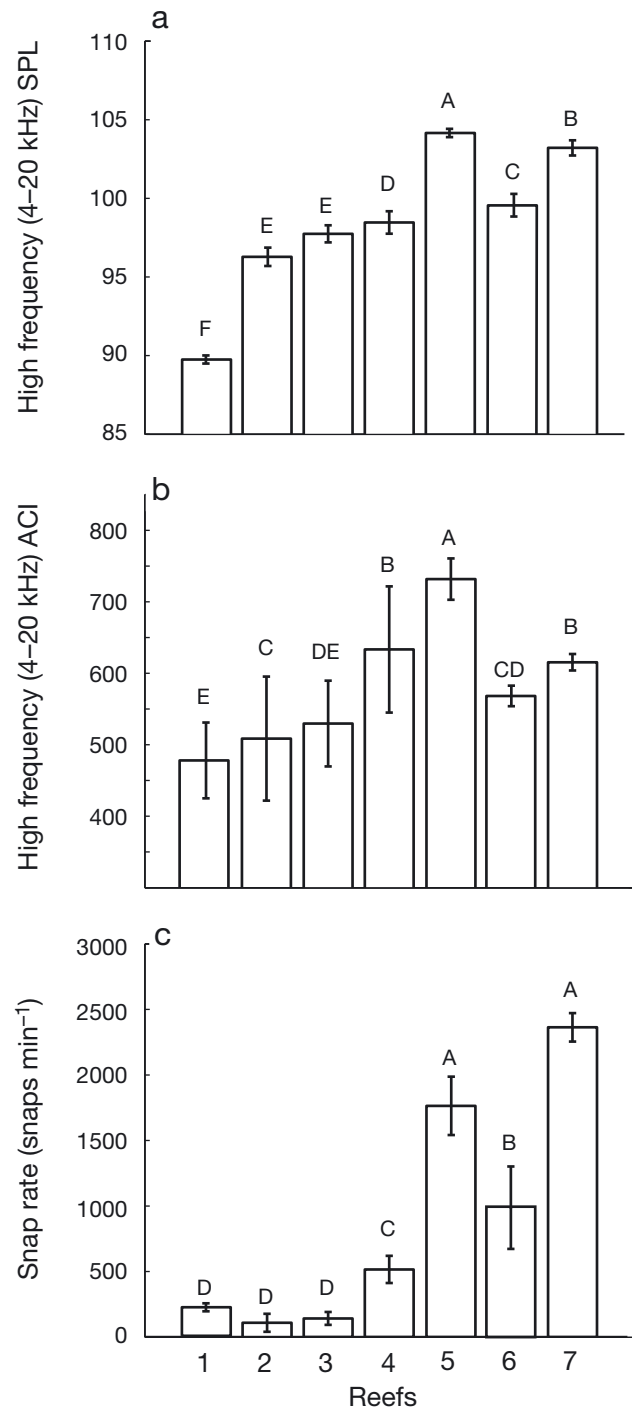 a
High frequency (4–20 kHz) SPL
110
105
100
95
90
85
F
E
E
D
A
C
B
b
High frequency (4–20 kHz) ACI
800
700
600
500
400
E
C
DE
B
A
CD
B
c
Snap rate (snaps min⁻¹)
3000
2500
2000
1500
1000
500
0
D
D
D
C
A
B
A
1 2 3 4 5 6 7
Reefs